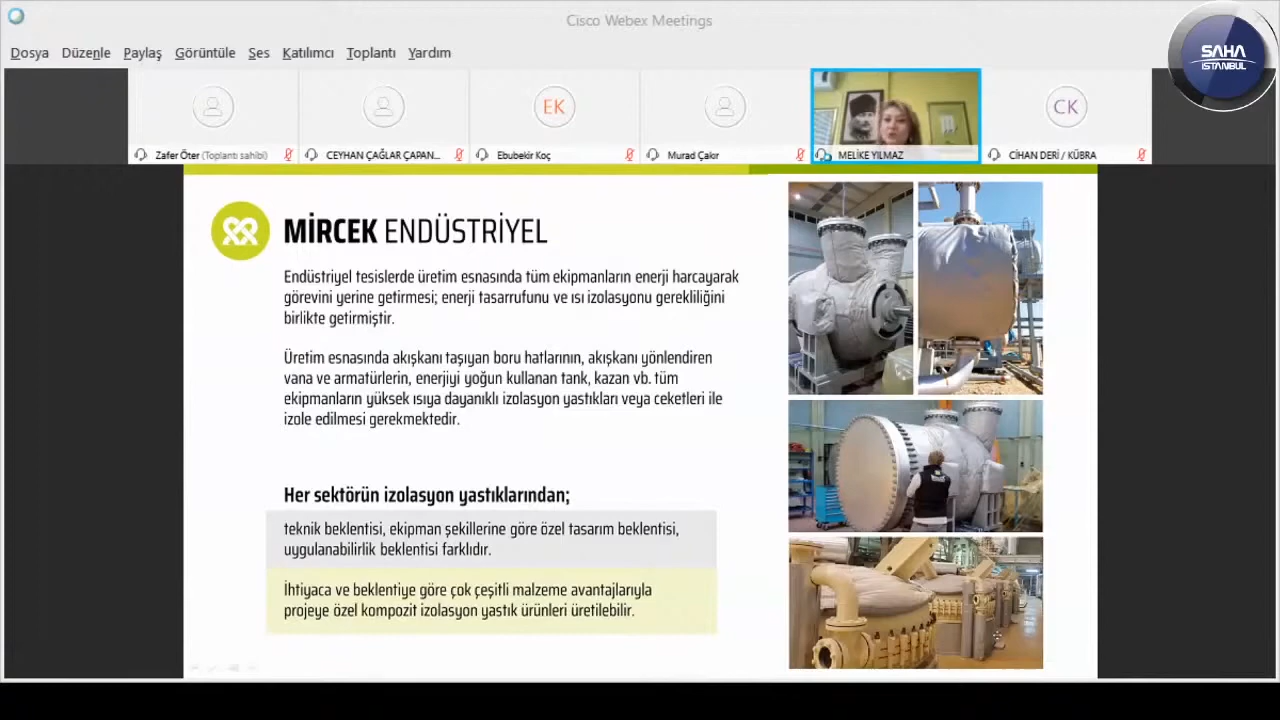 Cisco Webex Meetings
SAHA
İSTANBUL
Dosya Düzenle Paylaş Görüntüle Ses Katılımcı Toplantı Yardım
EK
CK
Zafer Öter (Toplantı sahibi)
CEYHAN ÇAĞLAR ÇAPAN...
Ebubekir Koç
Murad Çakır
MELİKE YILMAZ
CİHAN DERİ / KÜBRA
MİRCEK ENDÜSTRİYEL
Endüstriyel tesislerde üretim esnasında tüm ekipmanların enerji harcayarak
görevini yerine getirmesi; enerji tasarrufunu ve ısı izolasyonu gerekliliğini
birlikte getirmiştir.
Üretim esnasında akışkanı taşıyan boru hatlarının, akışkanı yönlendiren
vana ve armatürlerin, enerjiyi yoğun kullanan tank, kazan vb. tüm
ekipmanların yüksek ısıya dayanıklı izolasyon yastıkları veya ceketleri ile
izole edilmesi gerekmektedir.
Her sektörün izolasyon yastıklarından;
teknik beklentisi, ekipman şekillerine göre özel tasarım beklentisi,
uygulanabilirlik beklentisi farklıdır.
İhtiyaca ve beklentiye göre çok çeşitli malzeme avantajlarıyla
projeye özel kompozit izolasyon yastık ürünleri üretilebilir.